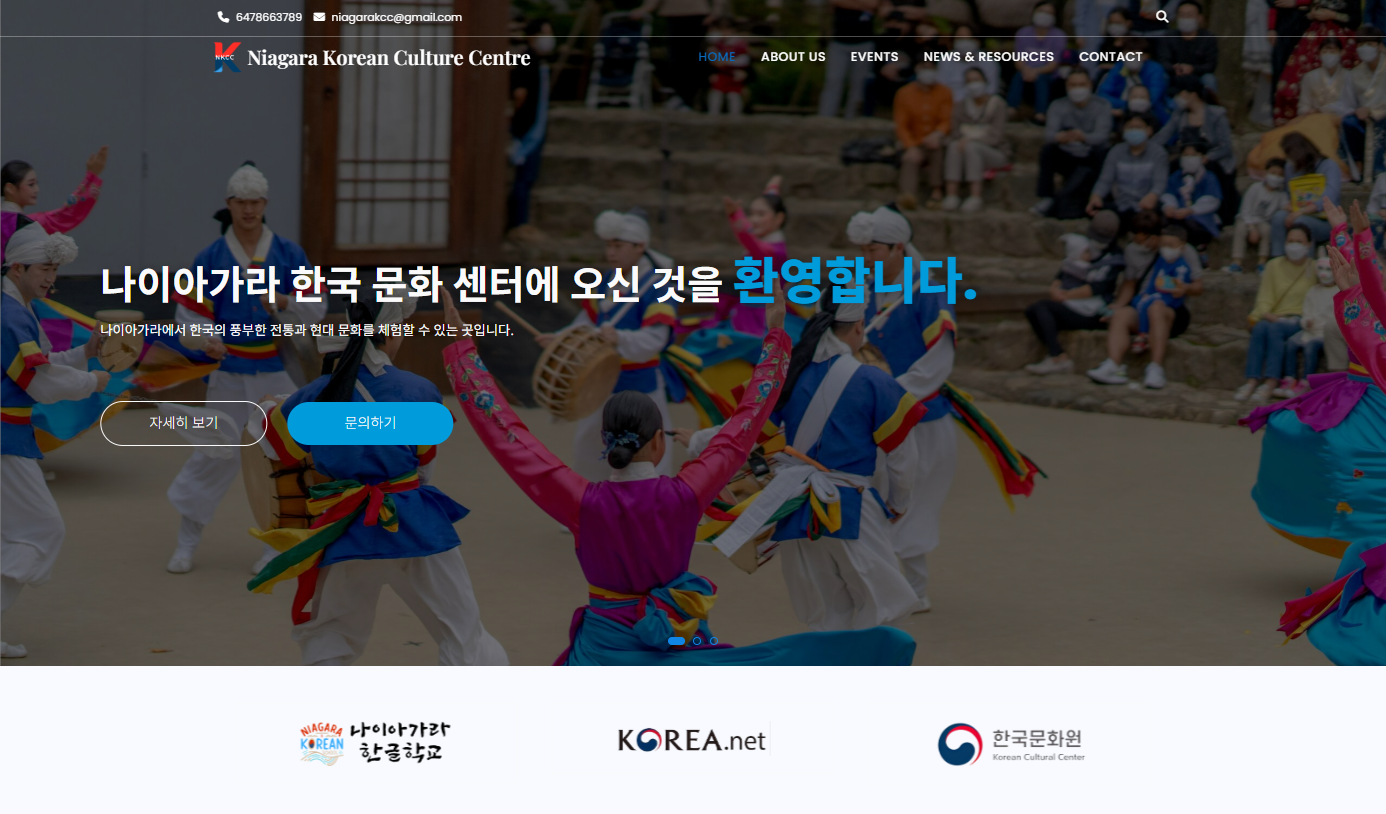 6478663789 niagarakcc@gmail.com
NKCC Niagara Korean Culture Centre
HOME ABOUT US EVENTS NEWS & RESOURCES CONTACT
나이아가라 한국 문화 센터에 오신 것을 환영합니다.
나이아가라에서 한국의 풍부한 전통과 현대 문화를 체험할 수 있는 곳입니다.
자세히 보기 문의하기
NIAGARA KOREAN 나이아가라 한글학교
KOREA.net
한국문화원
Korean Cultural Center